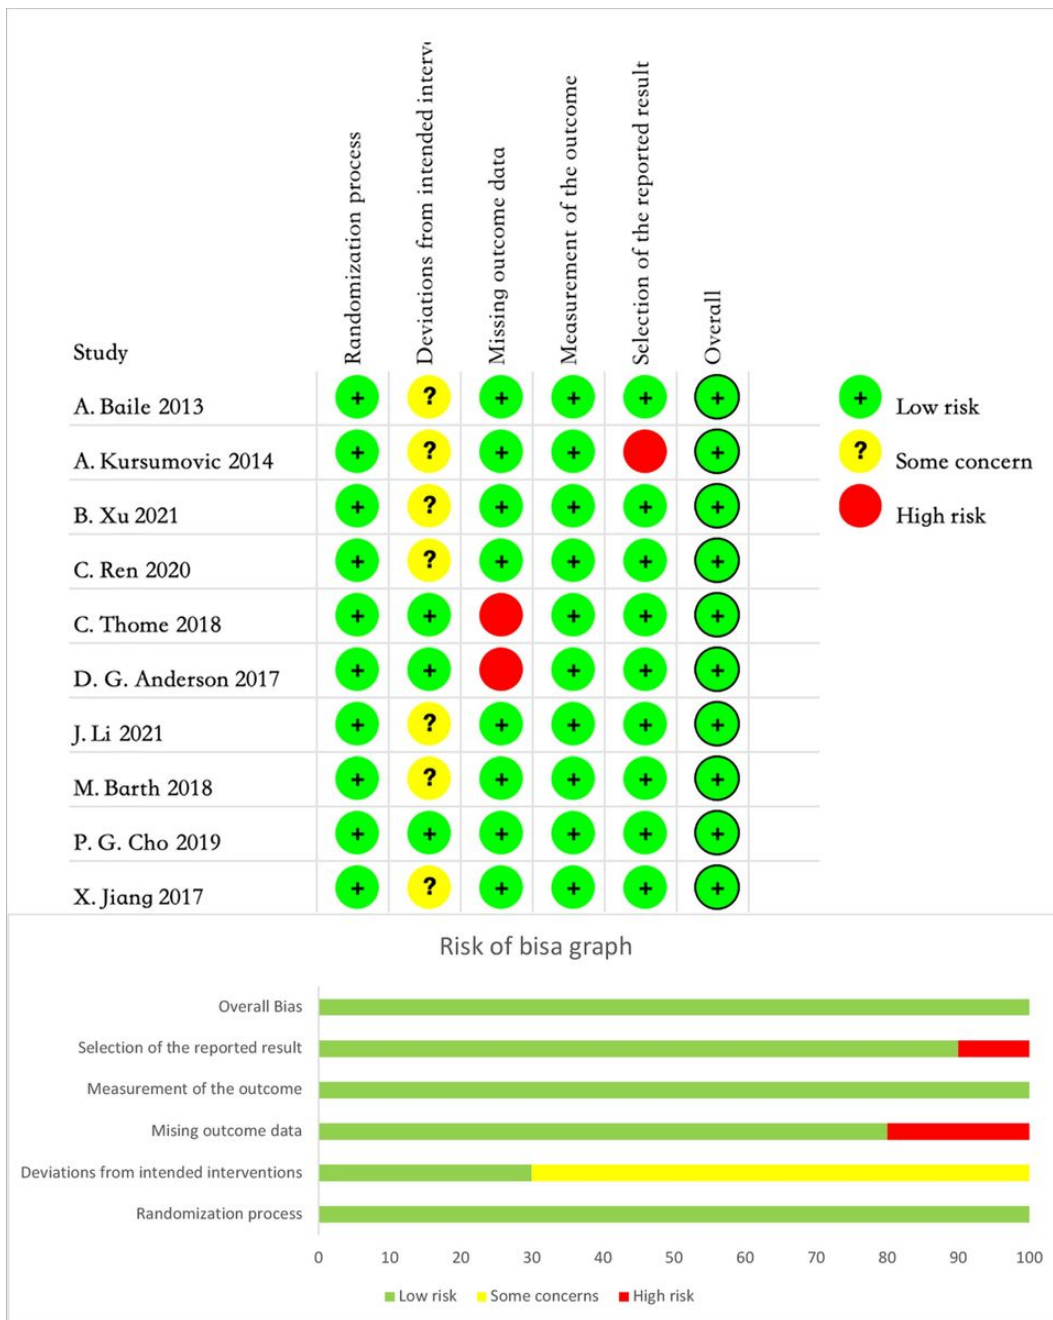 Randomization process
Deviations from intended interv
Missing outcome data
Measurement of the outcome
Selection of the reported result
Overall
Study
A. Baile 2013 + ? + + + +
A. Kursumovic 2014 + ? + + +
B. Xu 2021 + ? + + + +
C. Ren 2020 + ? + + + +
C. Thome 2018 + + + + +
D. G. Anderson 2017 + + + + +
J. Li 2021 + ? + + + +
M. Barth 2018 + ? + + + +
P. G. Cho 2019 + + + + + +
X. Jiang 2017 + ? + + + +
+ Low risk
? Some concern
High risk
Risk of bisa graph
Overall Bias
Selection of the reported result
Measurement of the outcome
Mising outcome data
Deviations from intended interventions
Randomization process
0 10 20 30 40 50 60 70 80 90 100
Low risk Some concerns High risk